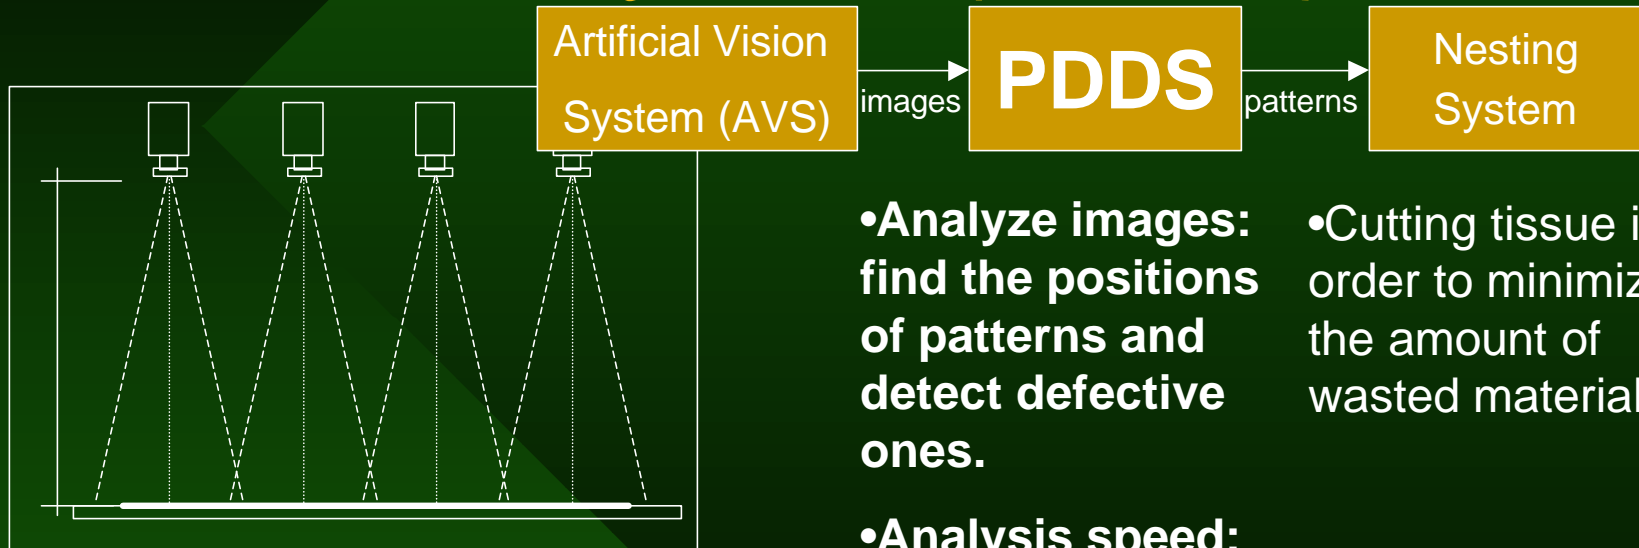 Artificial Vision
System (AVS)
images
PDDS
patterns
Nesting
System
•Analyze images:
find the positions
of patterns and
detect defective
ones.
•Analysis speed:
•Cutting tissue i
order to minimiz
the amount of
wasted material